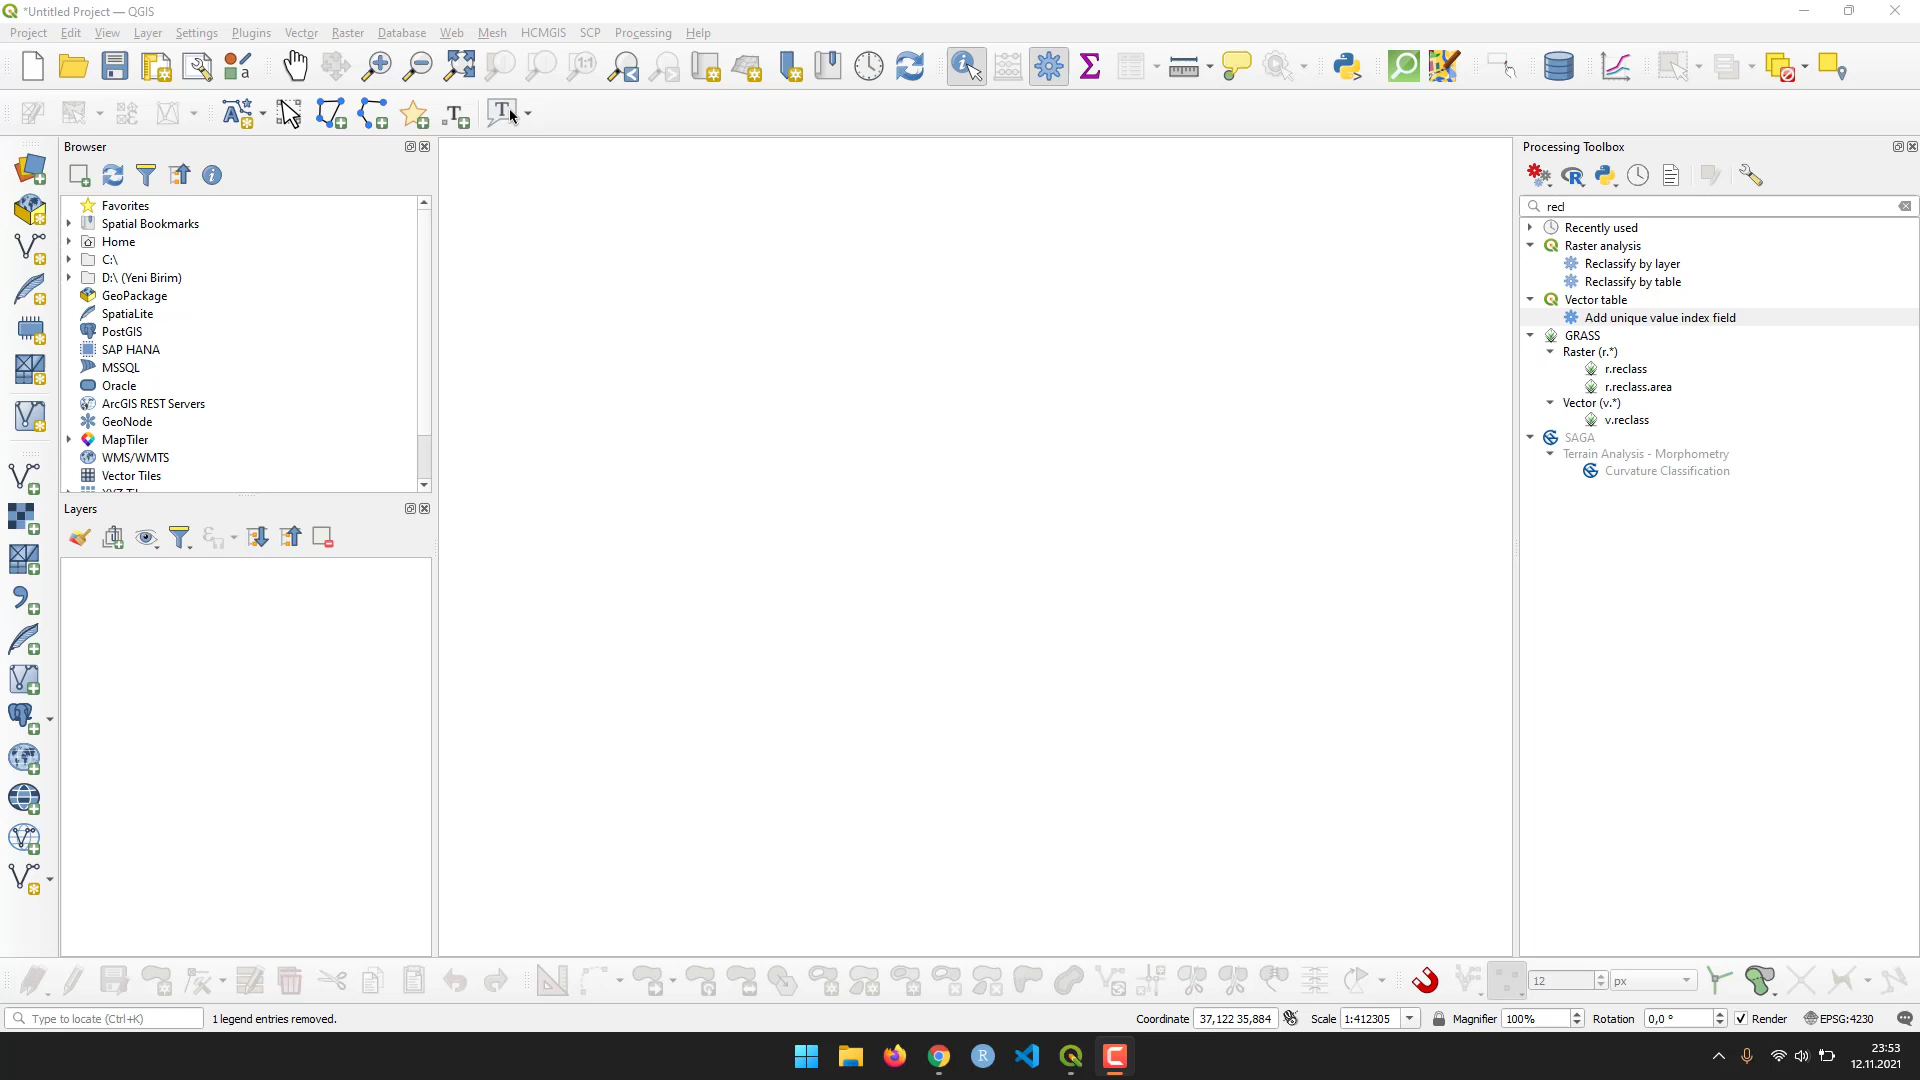 *Untitled Project — QGIS
Project Edit View Layer Settings Plugins Vector Raster Database Web Mesh HCMGIS SCP Processing Help
Browser
Favorites
Spatial Bookmarks
Home
C:\
D:\ (Yeni Birim)
GeoPackage
SpatiaLite
PostGIS
SAP HANA
MSSQL
Oracle
ArcGIS REST Servers
GeoNode
MapTiler
WMS/WMTS
Vector Tiles
Layers
Processing Toolbox
recl
Recently used
Raster analysis
Reclassify by layer
Reclassify by table
Vector table
Add unique value index field
GRASS
Raster (r.*)
r.reclass
r.reclass.area
Vector (v.*)
v.reclass
SAGA
Terrain Analysis - Morphometry
Curvature Classification
12 px
Type to locate (Ctrl+K) 1 legend entries removed. Coordinate 37,122 35,884 Scale 1:412305 Magnifier 100% Rotation 0,0 ° Render EPSG:4230
23:53
12.11.2021